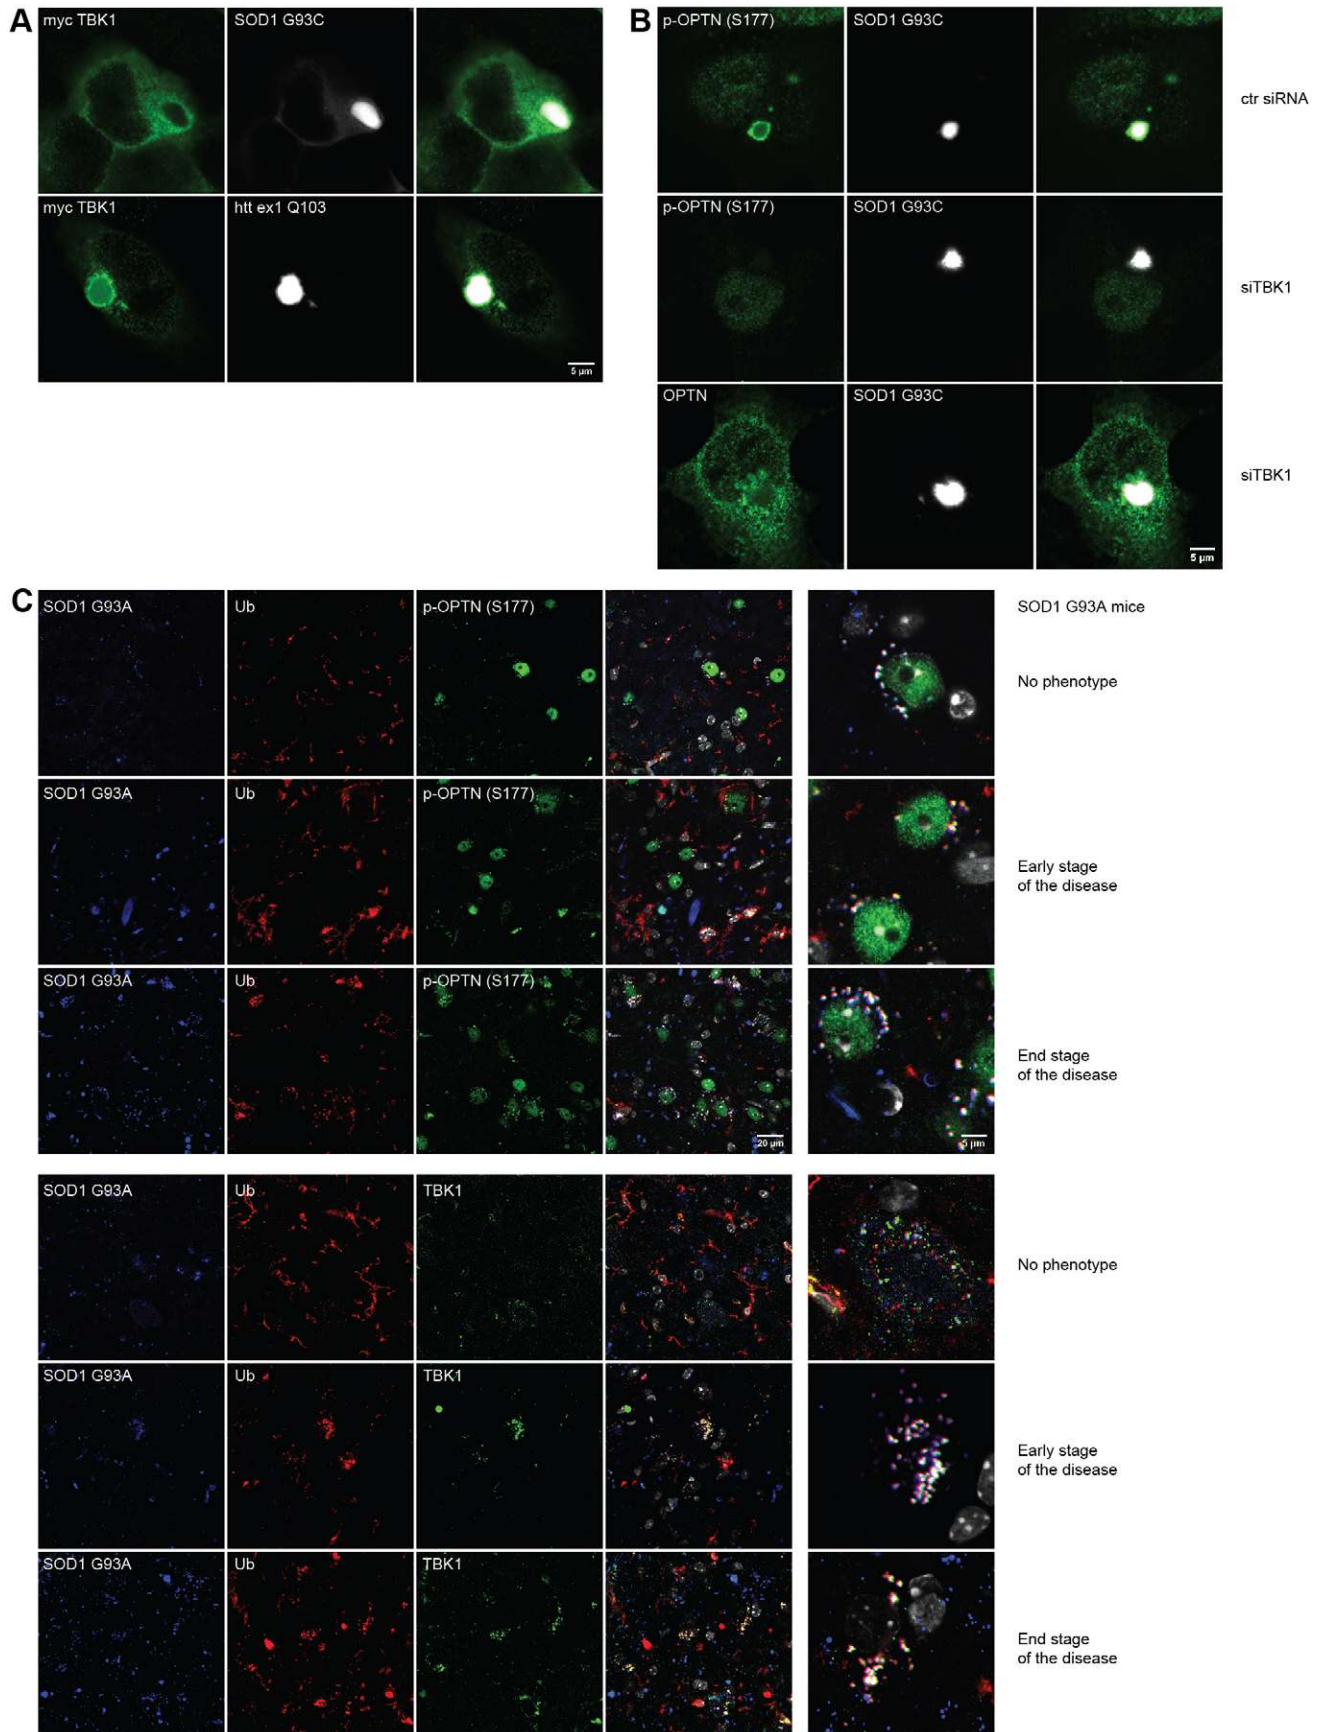 A
myc TBK1
SOD1 G93C
myc TBK1
htt ex1 Q103
5 µm
B
p-OPTN (S177)
SOD1 G93C
ctr siRNA
p-OPTN (S177)
SOD1 G93C
siTBK1
OPTN
SOD1 G93C
siTBK1
5 µm
C
SOD1 G93A
Ub
p-OPTN (S177)
SOD1 G93A mice
No phenotype
SOD1 G93A
Ub
p-OPTN (S177)
Early stage
of the disease
SOD1 G93A
Ub
p-OPTN (S177)
End stage
of the disease
20 µm
5 µm
SOD1 G93A
Ub
TBK1
No phenotype
SOD1 G93A
Ub
TBK1
Early stage
of the disease
SOD1 G93A
Ub
TBK1
End stage
of the disease